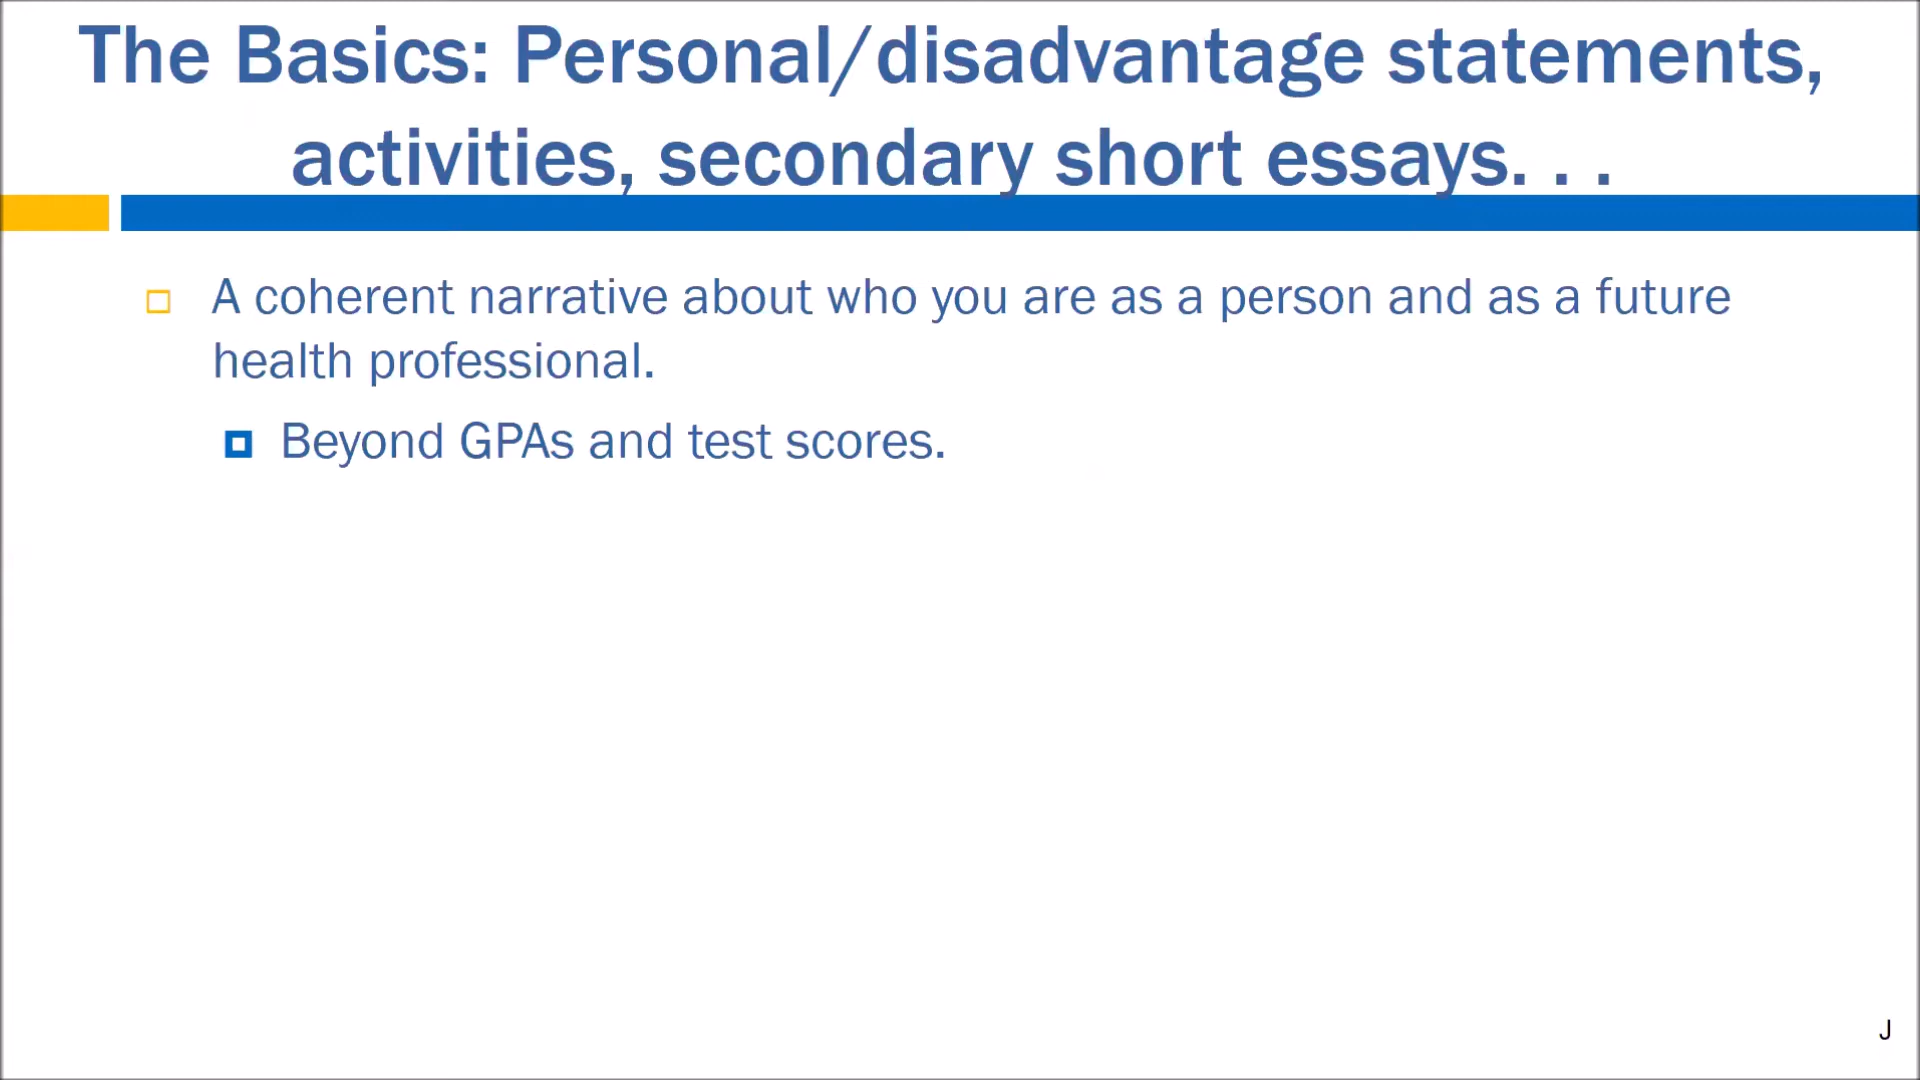 The Basics: Personal/disadvantage statements,
activities, secondary short essays. . .
A coherent narrative about who you are as a person and as a future
health professional.
Beyond GPAs and test scores.
J